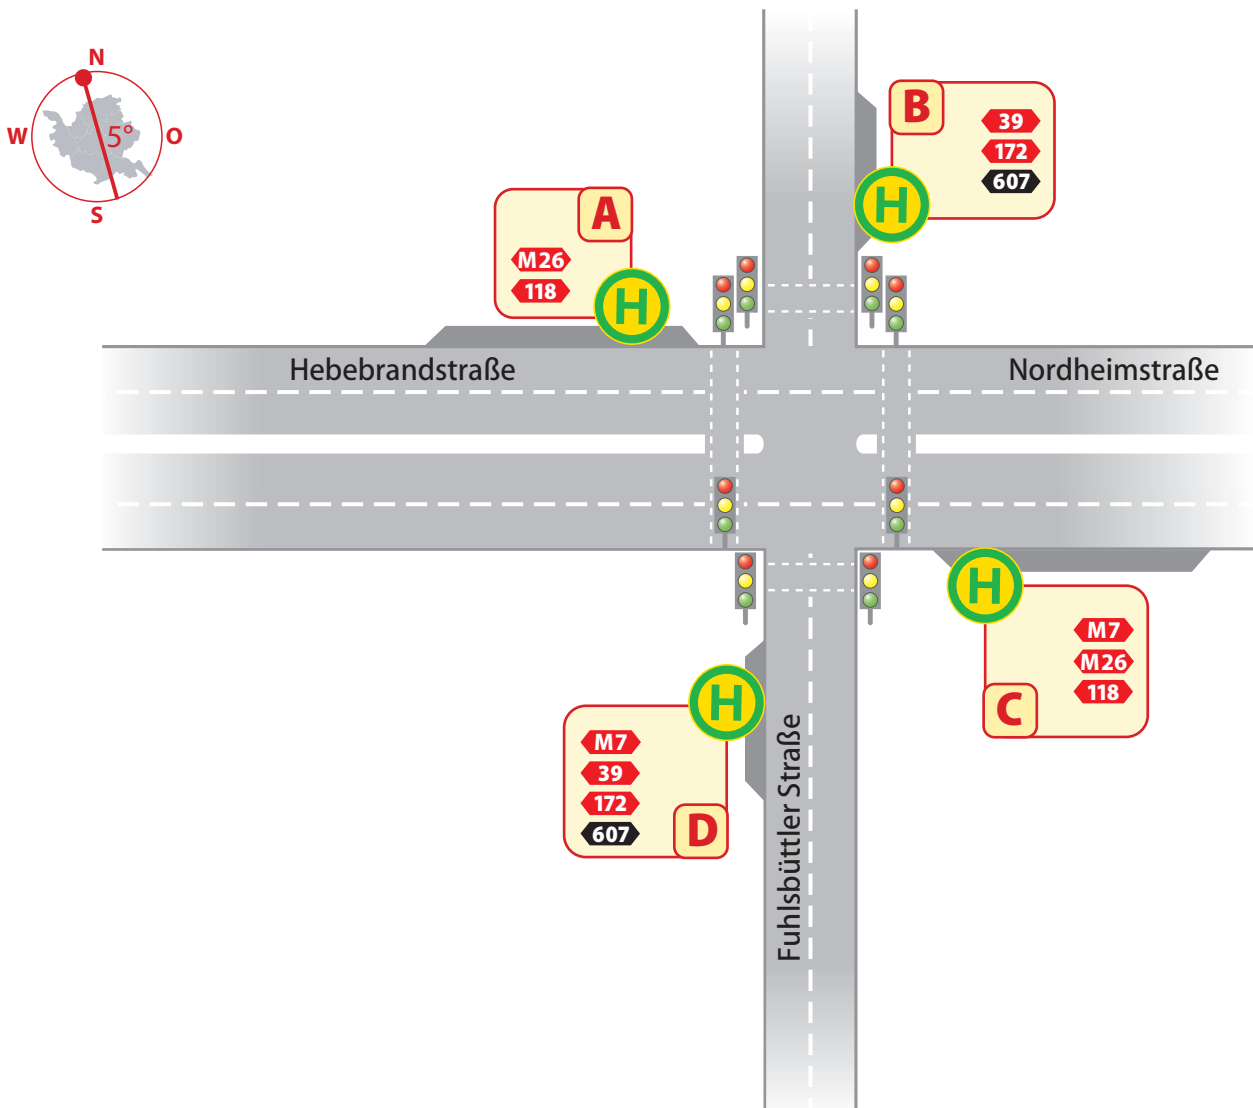 N
W
5°
O
S
A
M26
118
H
B
39
172
607
H
Hebebrandstraße
Nordheimstraße
H
M7
M26
118
C
H
M7
39
172
607
D
Fuhlsbüttler Straße